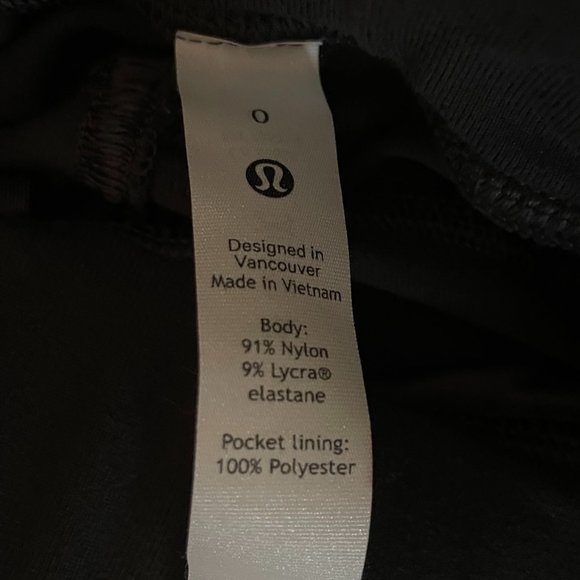 0
Designed in
Vancouver
Made in Vietnam
Body:
91% Nylon
9% Lycra®
elastane
Pocket lining:
100% Polyester